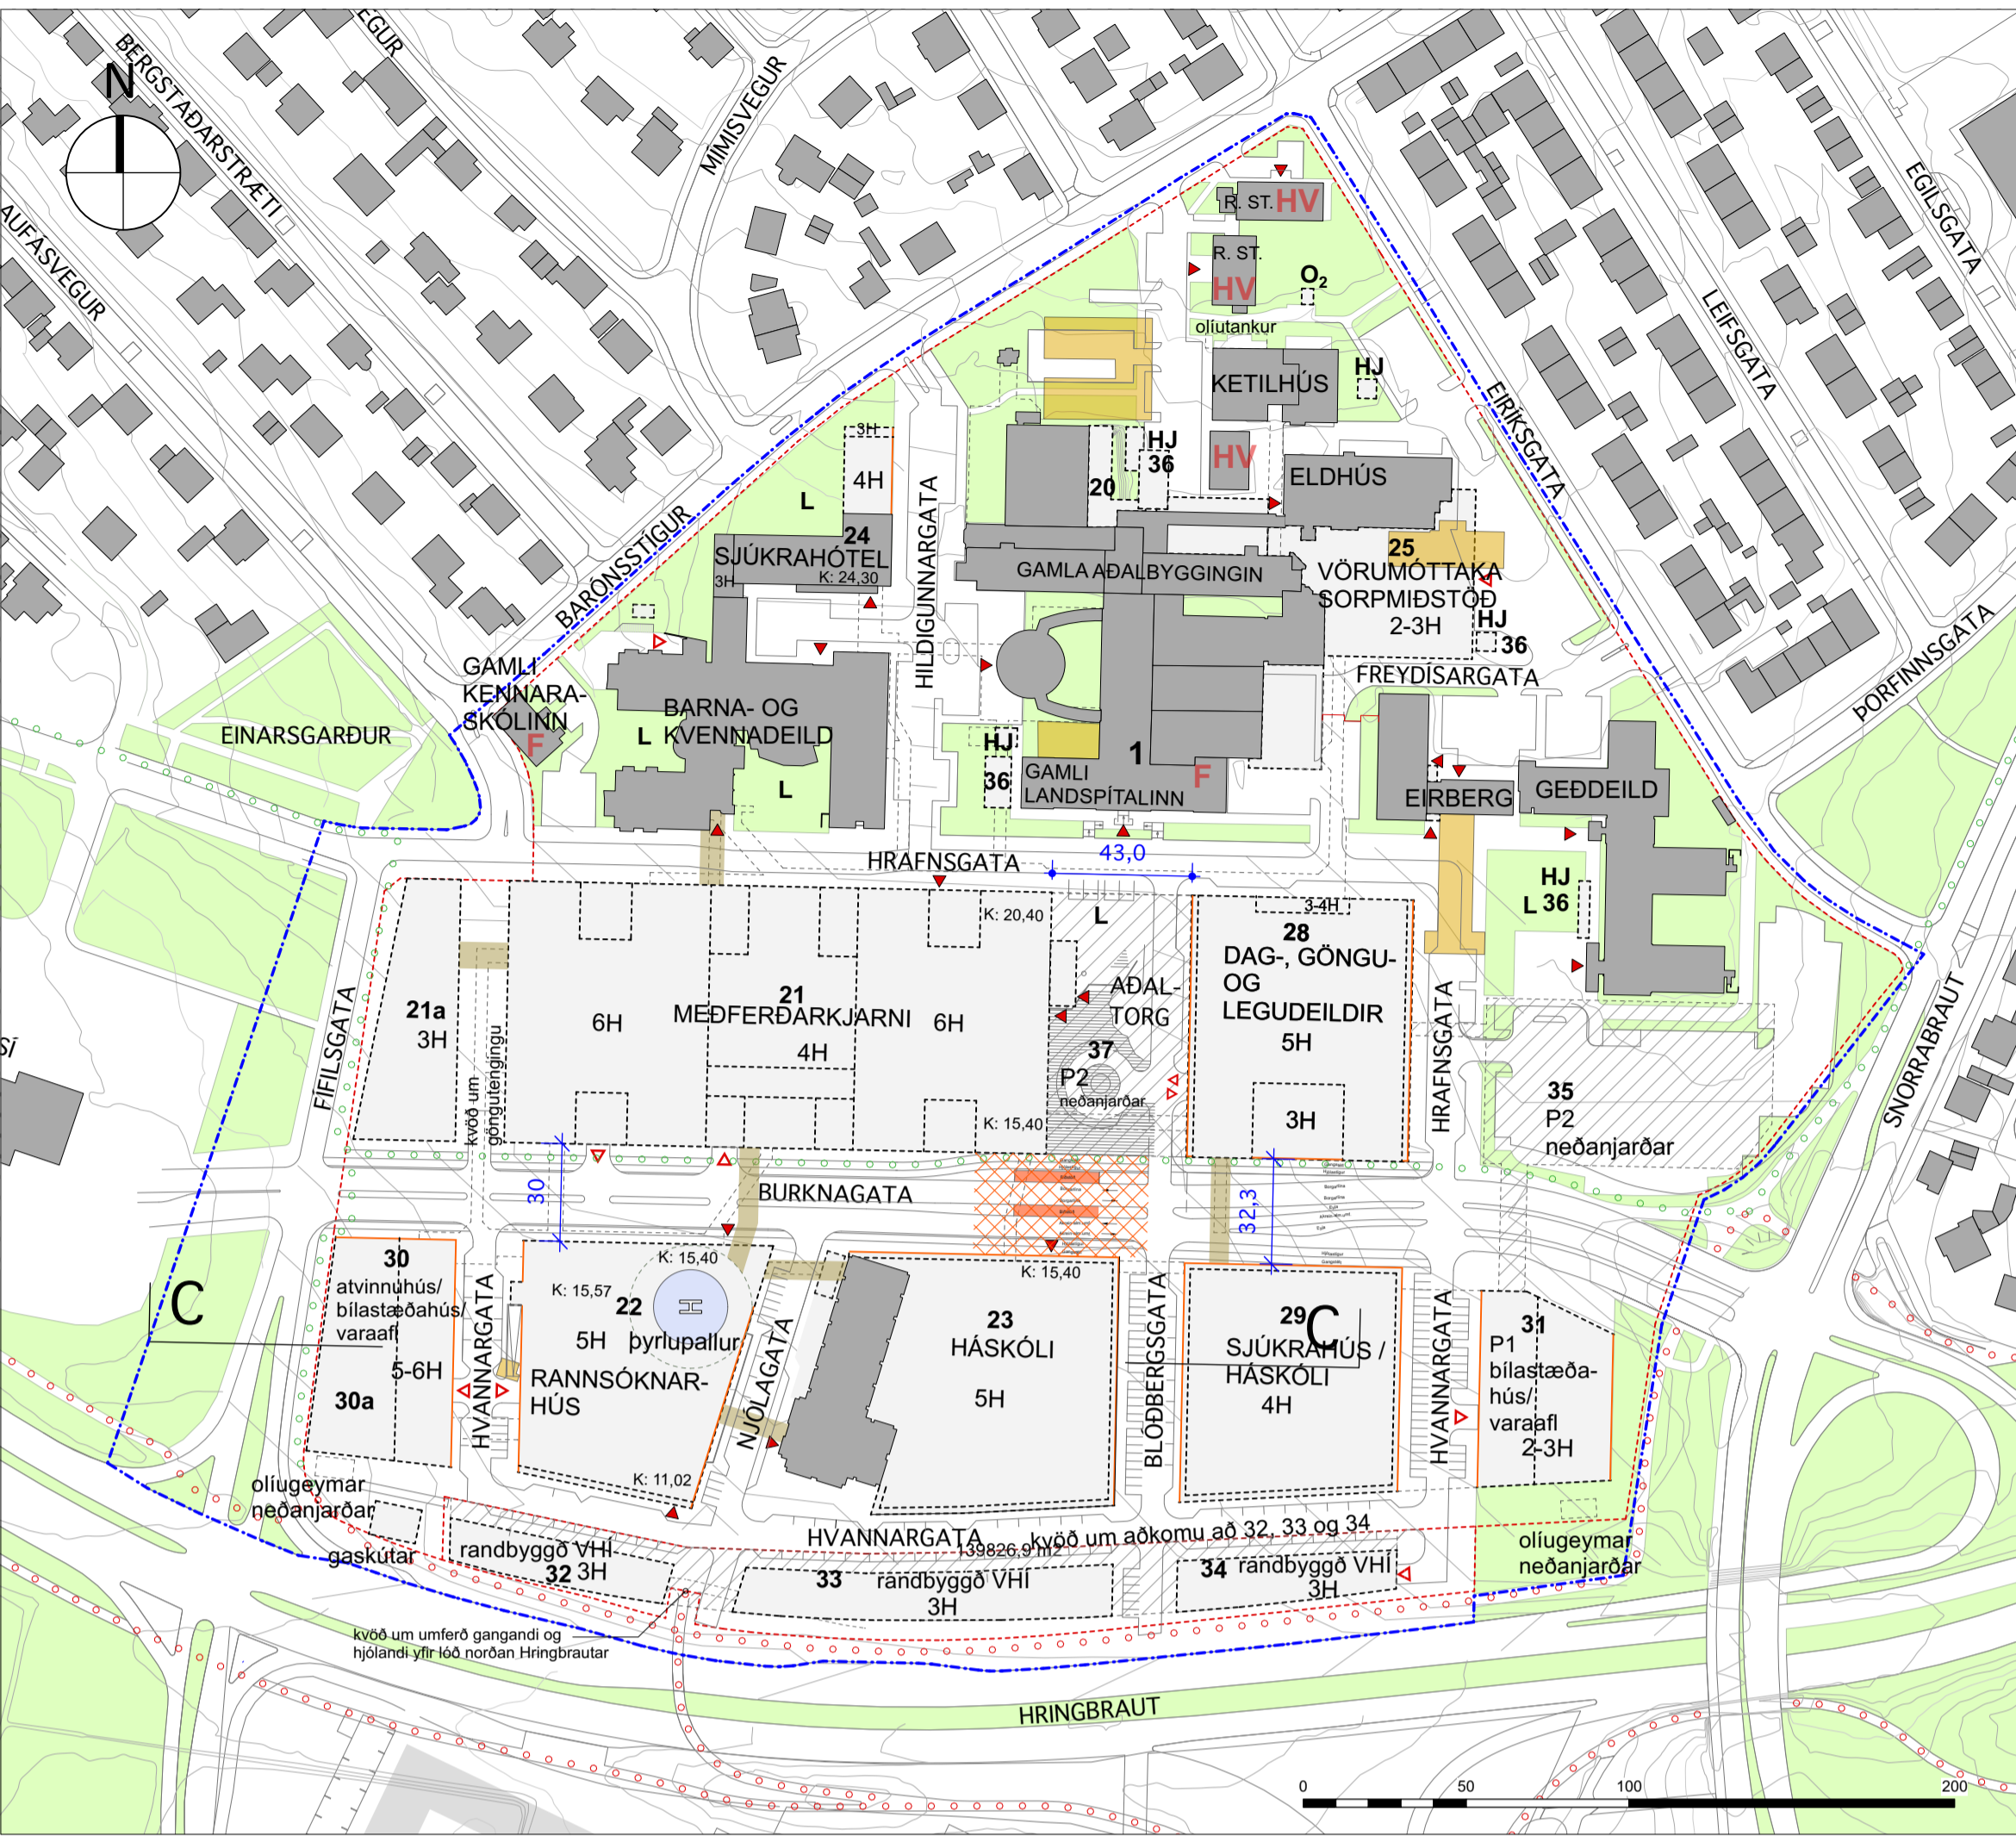 N
BERGSTAÐARSTRÆTI
EGUR
MÍMISVEGUR
AUFASVEGUR
EGILSGATA
LEIFSGATA
EIRÍKSGATA
ÞORFINNSGATA
SNORRABRAUT
BARÓNSSTÍGUR
R. ST. HV
R. ST.
HV
O₂
olíutankur
KETILHÚS
HJ
3H
4H
L
24
SJÚKRAHÓTEL
3H
K: 24,30
HILDIGUNNARGATA
HJ
36
20
HV
ELDHÚS
GAMLA AÐALBYGGINGIN
25
VÖRUMÓTTAKA
SORPMIÐSTÖÐ
2-3H
HJ
36
FREYDÍSARGATA
GAMLI
KENNARA-
SKÓLINN
F
EINARSGARÐUR
BARNA- OG
KVENNADEILD
L
L
HJ
36
1
GAMLI
LANDSPÍTALINN
F
EIRBERG
GEÐDEILD
HRAFNSGATA
43,0
HJ
L 36
FÍFILSGATA
21a
3H
kvöð um
göngutengingu
6H
21
MEÐFERÐARKJARNI
4H
6H
K: 20,40
K: 15,40
L
AÐAL-
TORG
37
P2
neðanjarðar
3-4H
28
DAG-, GÖNGU-
OG
LEGUDEILDIR
5H
3H
HRAFNSGATA
35
P2
neðanjarðar
SÍ
30
BURKNAGATA
32,3
C
30
atvinnuhús/
bílastæðahús/
varaafl
5-6H
30a
HVANNARGATA
K: 15,40
K: 15,57
22
5H
þyrlupallur
H
RANNSÓKNAR-
HÚS
K: 11,02
NJÓLAGATA
K: 15,40
23
HÁSKÓLI
5H
BLÓÐBERGSGATA
29
C
SJÚKRAHÚS /
HÁSKÓLI
4H
HVANNARGATA
31
P1
bílastæða-
hús/
varaafl
2-3H
olíugeymar
neðanjarðar
gaskútar
HVANNARGATA
kvöð um aðkomu að 32, 33 og 34
139826,9 m2
randbyggð VHÍ
32 3H
33 randbyggð VHÍ
3H
34 randbyggð VHÍ
3H
olíugeymar
neðanjarðar
kvöð um umferð gangandi og
hjólandi yfir lóð norðan Hringbrautar
HRINGBRAUT
0 50 100 200